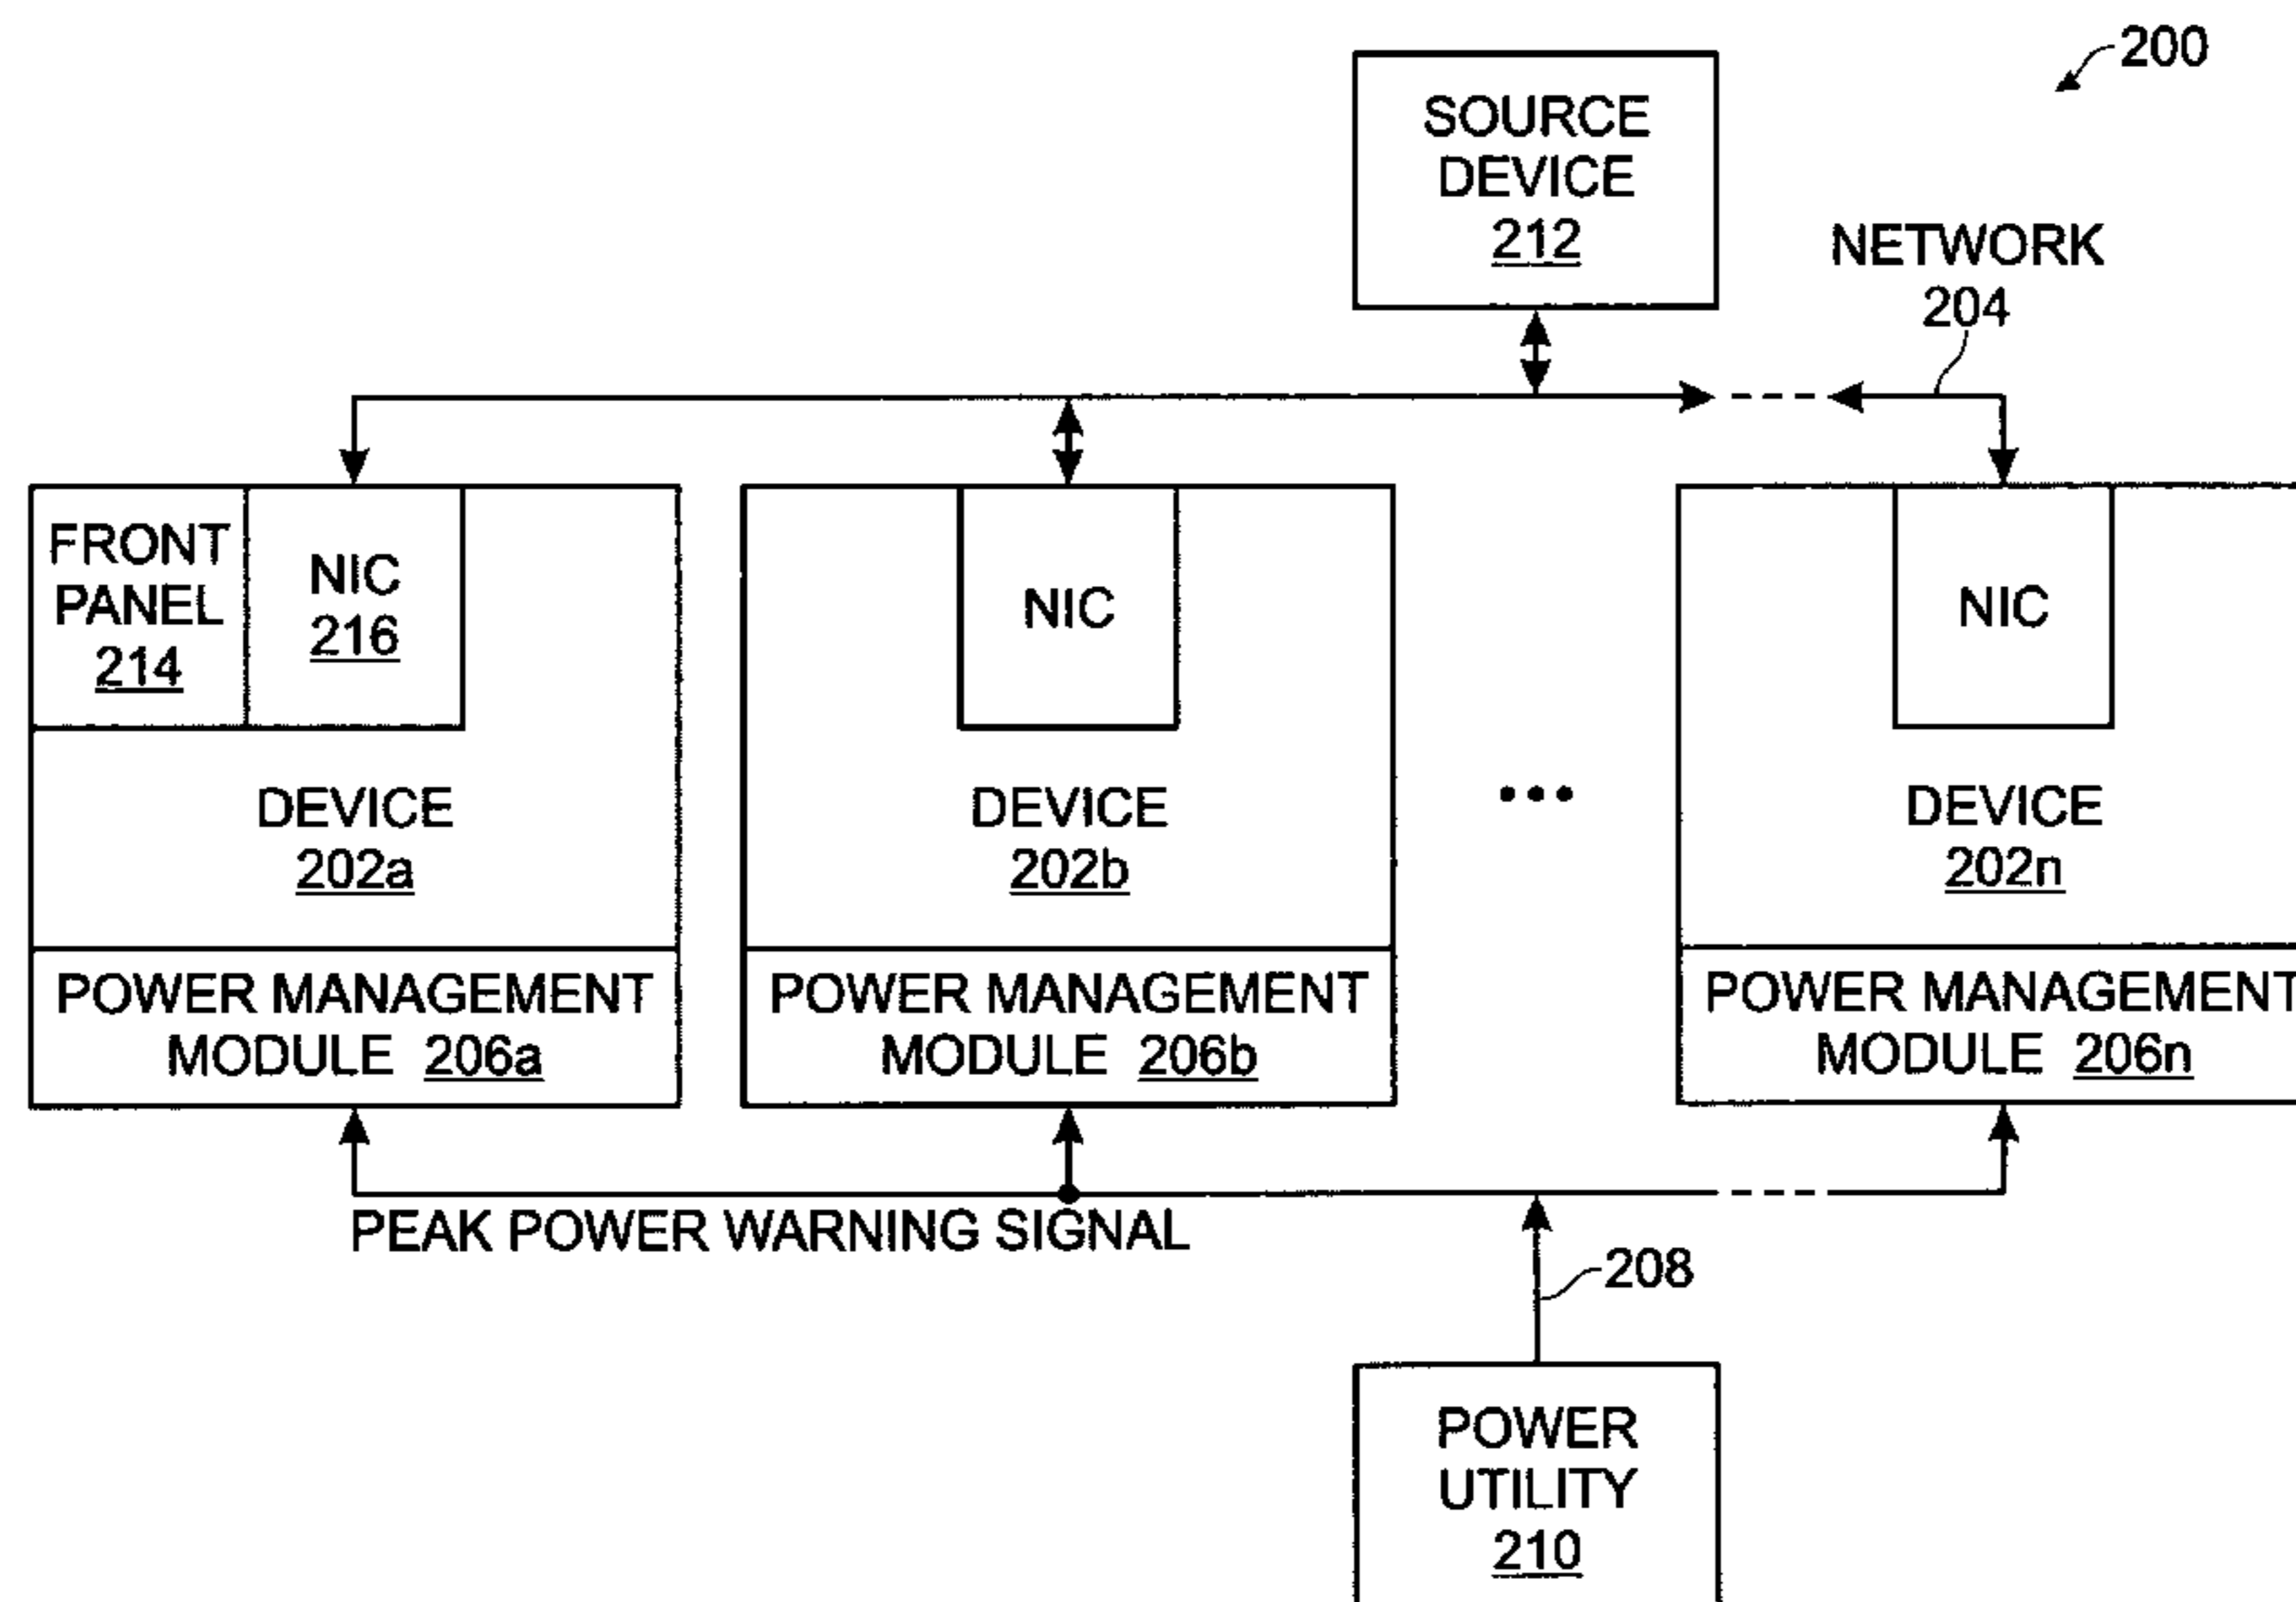 200
SOURCE
DEVICE
212
NETWORK
204
FRONT
PANEL
214
NIC
216
DEVICE
202a
POWER MANAGEMENT
MODULE 206a
NIC
DEVICE
202b
POWER MANAGEMENT
MODULE 206b
•••
NIC
DEVICE
202n
POWER MANAGEMENT
MODULE 206n
PEAK POWER WARNING SIGNAL
208
POWER
UTILITY
210